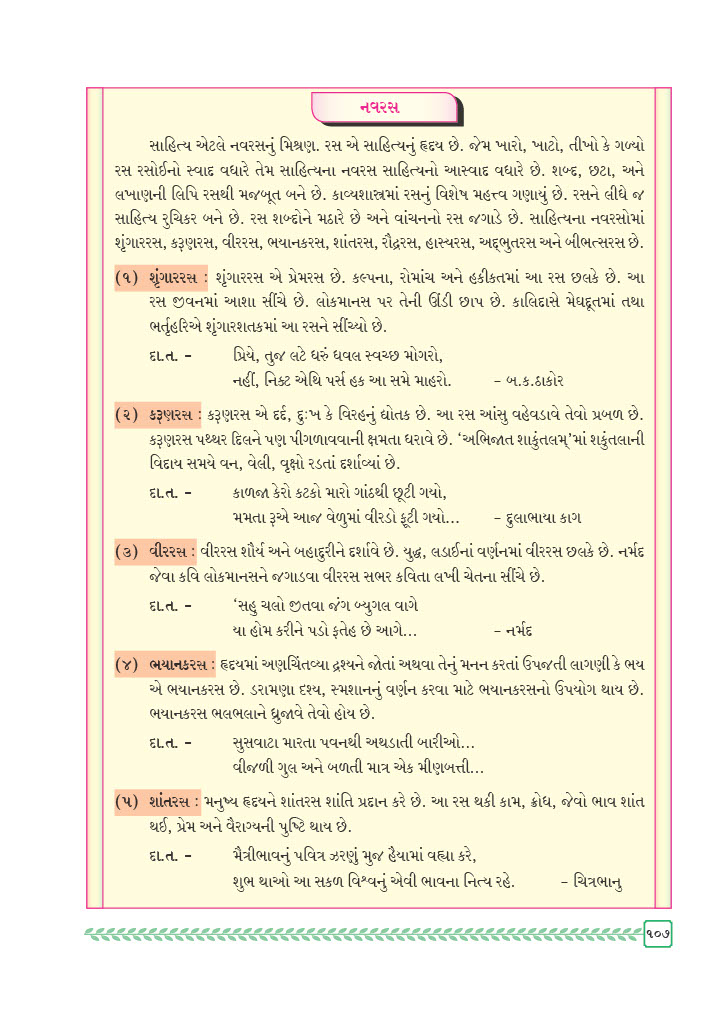 નવરસ
સાહિત્ય એટલે નવરસનું મિશ્રણ. રસ એ સાહિત્યનું હૃદય છે. જેમ ખારો, ખાટો, તીખો કે ગળ્યો
રસ રસોઈનો સ્વાદ વધારે તેમ સાહિત્યના નવરસ સાહિત્યનો આસ્વાદ વધારે છે. શબ્દ, છટા, અને
લખાણની લિપિ રસથી મજબૂત બને છે. કાવ્યશાસ્ત્રમાં રસનું વિશેષ મહત્ત્વ ગણાયું છે. રસને લીધે જ
સાહિત્ય રુચિકર બને છે. રસ શબ્દોને મઠારે છે અને વાંચનનો રસ જગાડે છે. સાહિત્યના નવરસોમાં
શૃંગારરસ, કરૂણરસ, વીરરસ, ભયાનકરસ, શાંતરસ, રૌદ્રરસ, હાસ્યરસ, અદ્‌ભુતરસ અને બીભત્સરસ છે.
(૧) શૃંગારરસ : શૃંગારરસ એ પ્રેમરસ છે. કલ્પના, રોમાંચ અને હકીકતમાં આ રસ છલકે છે. આ
રસ જીવનમાં આશા સીંચે છે. લોકમાનસ પર તેની ઊંડી છાપ છે. કાલિદાસે મેઘદૂતમાં તથા
ભર્તૃહરિએ શૃંગારશતકમાં આ રસને સીંચ્યો છે.
દા.ત. – પ્રિયે, તુજ લટે ધરું ધવલ સ્વચ્છ મોગરો,
નહીં, નિકટ એથિ પર્સ હક આ સમે માહરો. – બ.ક.ઠાકોર
(૨) કરૂણરસ : કરૂણરસ એ દર્દ, દુઃખ કે વિરહનું દ્યોતક છે. આ રસ આંસુ વહેવડાવે તેવો પ્રબળ છે.
કરૂણરસ પથ્થર દિલને પણ પીગળાવવાની ક્ષમતા ધરાવે છે. ‘અભિજાત શાકુંતલમ્’માં શકુંતલાની
વિદાય સમયે વન, વેલી, વૃક્ષો રડતાં દર્શાવ્યાં છે.
દા.ત. – કાળજા કેરો કટકો મારો ગાંઠથી છૂટી ગયો,
મમતા રૂએ આજ વેળુમાં વીરડો ફૂટી ગયો... – દુલાભાયા કાગ
(૩) વીરરસ : વીરરસ શૌર્ય અને બહાદુરીને દર્શાવે છે. યુદ્ધ, લડાઈનાં વર્ણનમાં વીરરસ છલકે છે. નર્મદ
જેવા કવિ લોકમાનસને જગાડવા વીરરસ સભર કવિતા લખી ચેતના સીંચે છે.
દા.ત. – ‘સહુ ચલો જીતવા જંગ બ્યુગલ વાગે
યા હોમ કરીને પડો ફતેહ છે આગે... – નર્મદ
(૪) ભયાનકરસ : હૃદયમાં અણચિંતવ્યા દ્રશ્યને જોતાં અથવા તેનું મનન કરતાં ઉપજતી લાગણી કે ભય
એ ભયાનકરસ છે. ડરામણા દૃશ્ય, સ્મશાનનું વર્ણન કરવા માટે ભયાનકરસનો ઉપયોગ થાય છે.
ભયાનકરસ ભલભલાને ધ્રુજાવે તેવો હોય છે.
દા.ત. – સુસવાટા મારતા પવનથી અથડાતી બારીઓ...
વીજળી ગુલ અને બળતી માત્ર એક મીણબત્તી...
(૫) શાંતરસ : મનુષ્ય હૃદયને શાંતરસ શાંતિ પ્રદાન કરે છે. આ રસ થકી કામ, ક્રોધ, જેવો ભાવ શાંત
થઈ, પ્રેમ અને વૈરાગ્યની પુષ્ટિ થાય છે.
દા.ત. – મૈત્રીભાવનું પવિત્ર ઝરણું મુજ હૈયામાં વહ્યા કરે,
શુભ થાઓ આ સકળ વિશ્વનું એવી ભાવના નિત્ય રહે. – ચિત્રભાનુ
૧૦૭